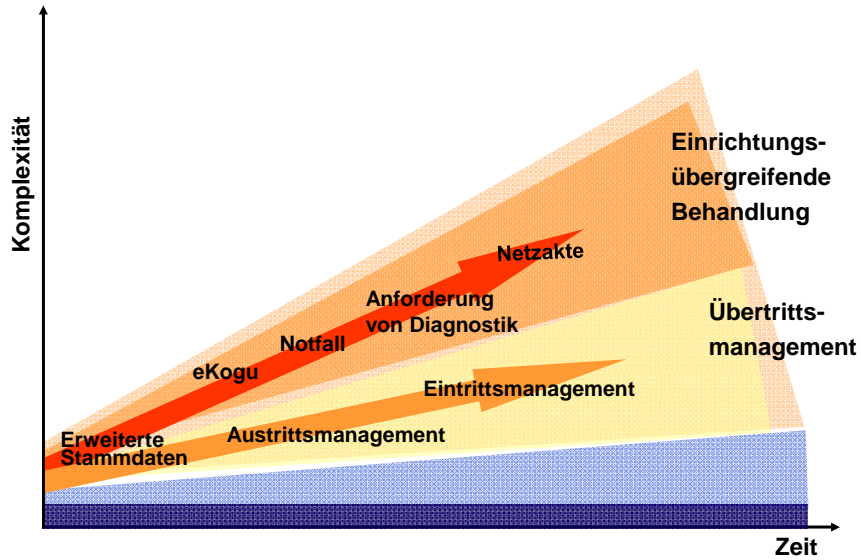 Komplexität
Einrichtungs-
übergreifende
Behandlung
Netzakte
Anforderung
von Diagnostik
Notfall
eKogu
Übertritts-
management
Eintrittsmanagement
Austrittsmanagement
Erweiterte
Stammdaten
Zeit